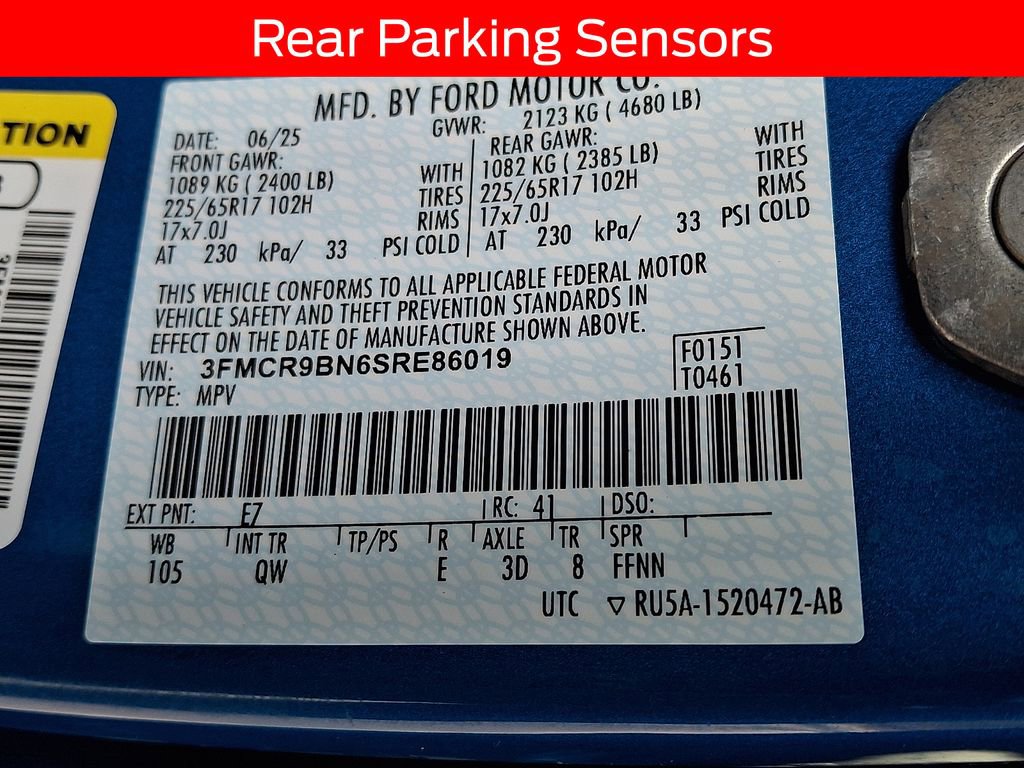 Rear Parking Sensors
TION
MFD. BY FORD MOTOR CO.
DATE: 06/25 GVWR: 2123 KG ( 4680 LB)
FRONT GAWR: REAR GAWR:
1089 KG ( 2400 LB) WITH 1082 KG ( 2385 LB) WITH
225/65R17 102H TIRES 225/65R17 102H TIRES
17x7.0J RIMS 17x7.0J RIMS
AT 230 kPa/ 33 PSI COLD AT 230 kPa/ 33 PSI COLD
THIS VEHICLE CONFORMS TO ALL APPLICABLE FEDERAL MOTOR
VEHICLE SAFETY AND THEFT PREVENTION STANDARDS IN
EFFECT ON THE DATE OF MANUFACTURE SHOWN ABOVE.
VIN: 3FMCR9BN6SRE86019 F0151
TYPE: MPV T0461
EXT PNT: E7 RC: 41 DSO:
WB INT TR TP/PS R AXLE TR SPR
105 QW E 3D 8 FFNN
UTC ▽ RU5A-1520472-AB